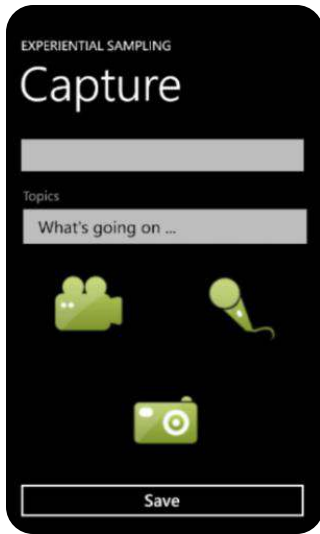 EXPERIENTIAL SAMPLING
Capture
Topics
What's going on ...
Save